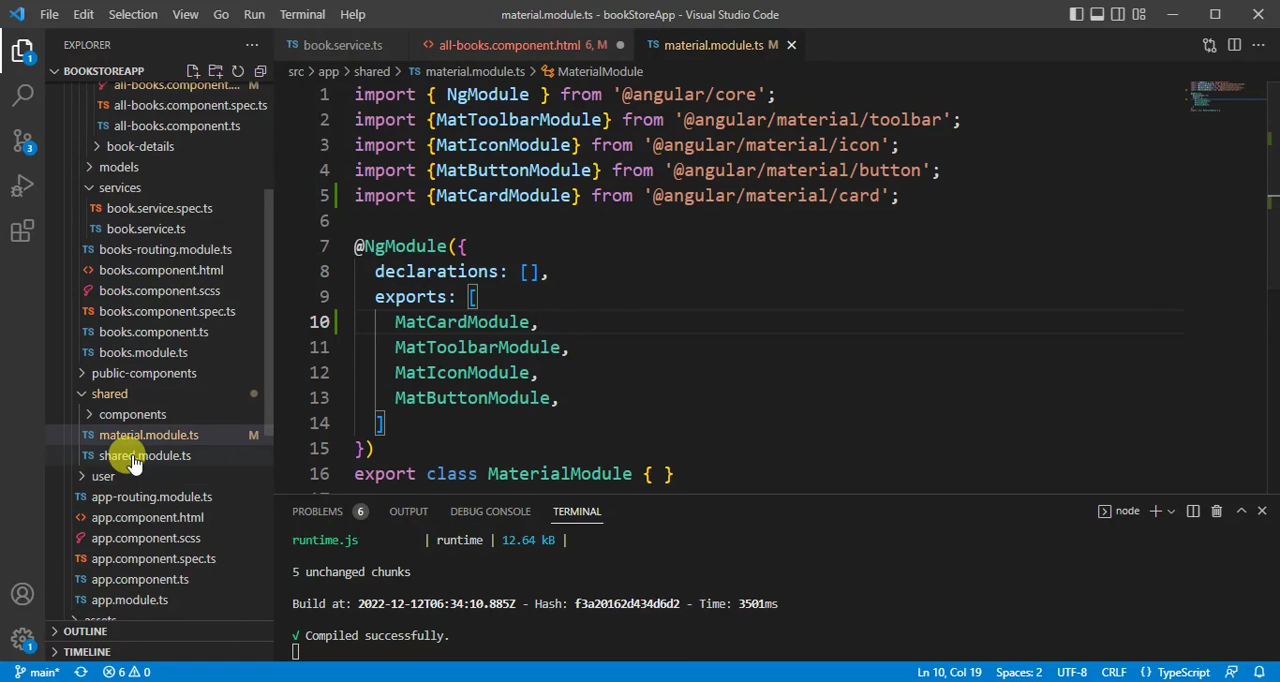 File Edit Selection View Go Run Terminal Help
material.module.ts - bookStoreApp - Visual Studio Code
EXPLORER
BOOKSTOREAPP
all-books.component.... M
all-books.component.spec.ts
all-books.component.ts
book-details
models
services
book.service.spec.ts
book.service.ts
books-routing.module.ts
books.component.html
books.component.scss
books.component.spec.ts
books.component.ts
books.module.ts
public-components
shared
components
material.module.ts M
shared.module.ts
user
app-routing.module.ts
app.component.html
app.component.scss
app.component.spec.ts
app.component.ts
app.module.ts
assets
OUTLINE
TIMELINE
1
3
1
book.service.ts
all-books.component.html 6, M
material.module.ts M
src > app > shared > TS material.module.ts > MaterialModule
1 import { NgModule } from '@angular/core';
2 import {MatToolbarModule} from '@angular/material/toolbar';
3 import {MatIconModule} from '@angular/material/icon';
4 import {MatButtonModule} from '@angular/material/button';
5 import {MatCardModule} from '@angular/material/card';
6
7 @NgModule({
8 declarations: [],
9 exports: [
10 MatCardModule,
11 MatToolbarModule,
12 MatIconModule,
13 MatButtonModule,
14 ]
15 })
16 export class MaterialModule { }
PROBLEMS 6 OUTPUT DEBUG CONSOLE TERMINAL
node
runtime.js | runtime | 12.64 kB |
5 unchanged chunks
Build at: 2022-12-12T06:34:10.885Z - Hash: f3a20162d434d6d2 - Time: 3501ms
√ Compiled successfully.
main* 6 0
Ln 10, Col 19 Spaces: 2 UTF-8 CRLF {} TypeScript